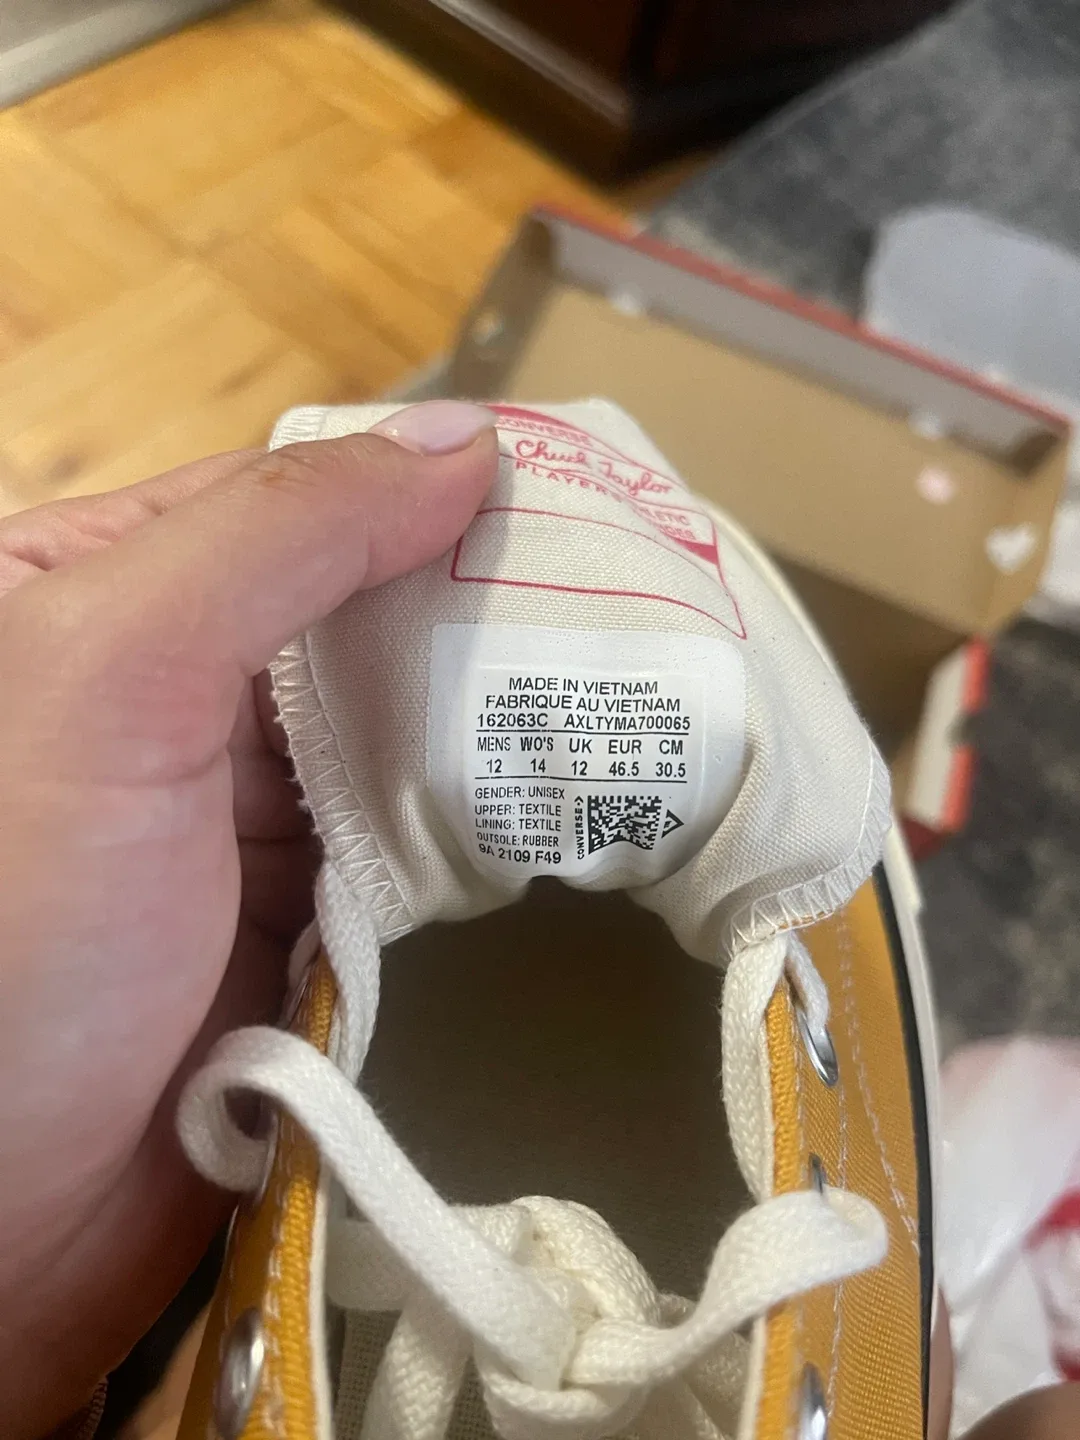 CONVERSE
Chuck Taylor
PLAYERS
MADE IN VIETNAM
FABRIQUE AU VIETNAM
162063C AXLTYMA700065
MENS WO'S UK EUR CM
12 14 12 46.5 30.5
GENDER: UNISEX
UPPER: TEXTILE
LINING: TEXTILE
OUTSOLE: RUBBER
9A 2109 F49
CONVERSE